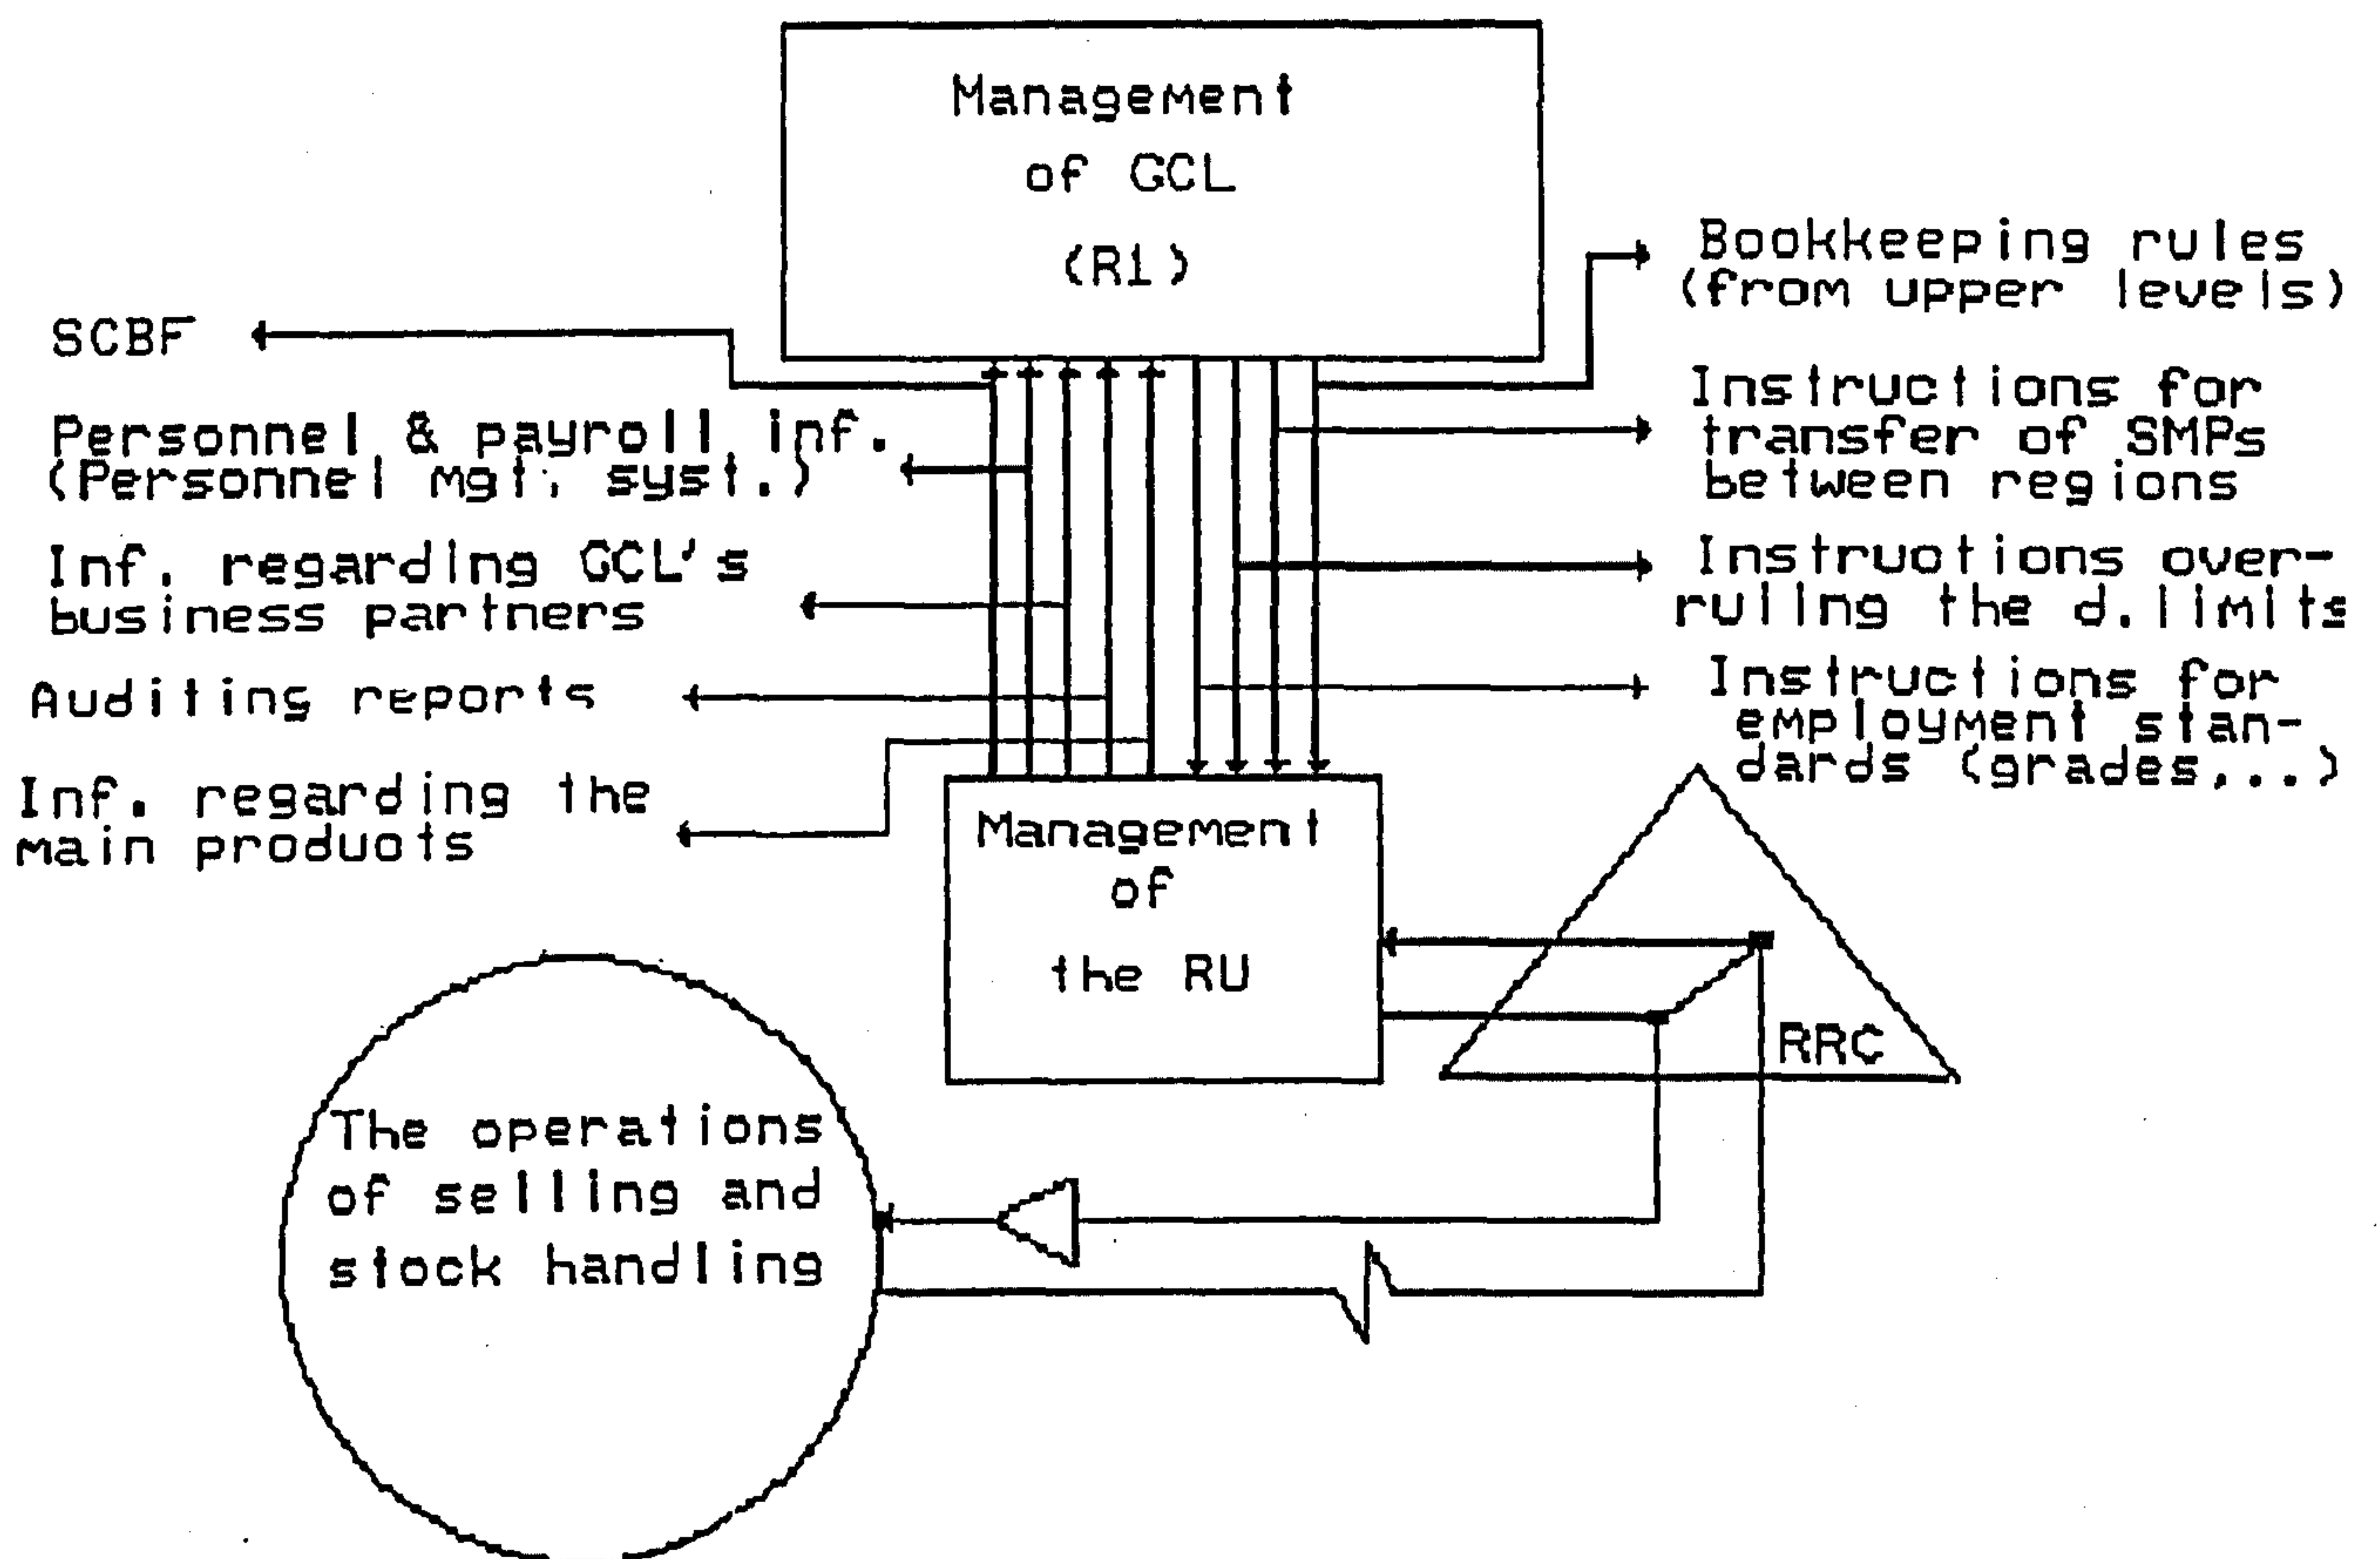 Management
of GCL
(R1)
SCBF
Personnel & payroll inf.
(Personnel mgt. syst.)
Inf. regarding GCL's
business partners
Auditing reports
Inf. regarding the
main products
Bookkeeping rules
(from upper levels)
Instructions for
transfer of SMPs
between regions
Instructions over-
ruling the d.limits
Instructions for
employment stan-
dards (grades,...)
Management
of
the RU
RRC
The operations
of selling and
stock handling